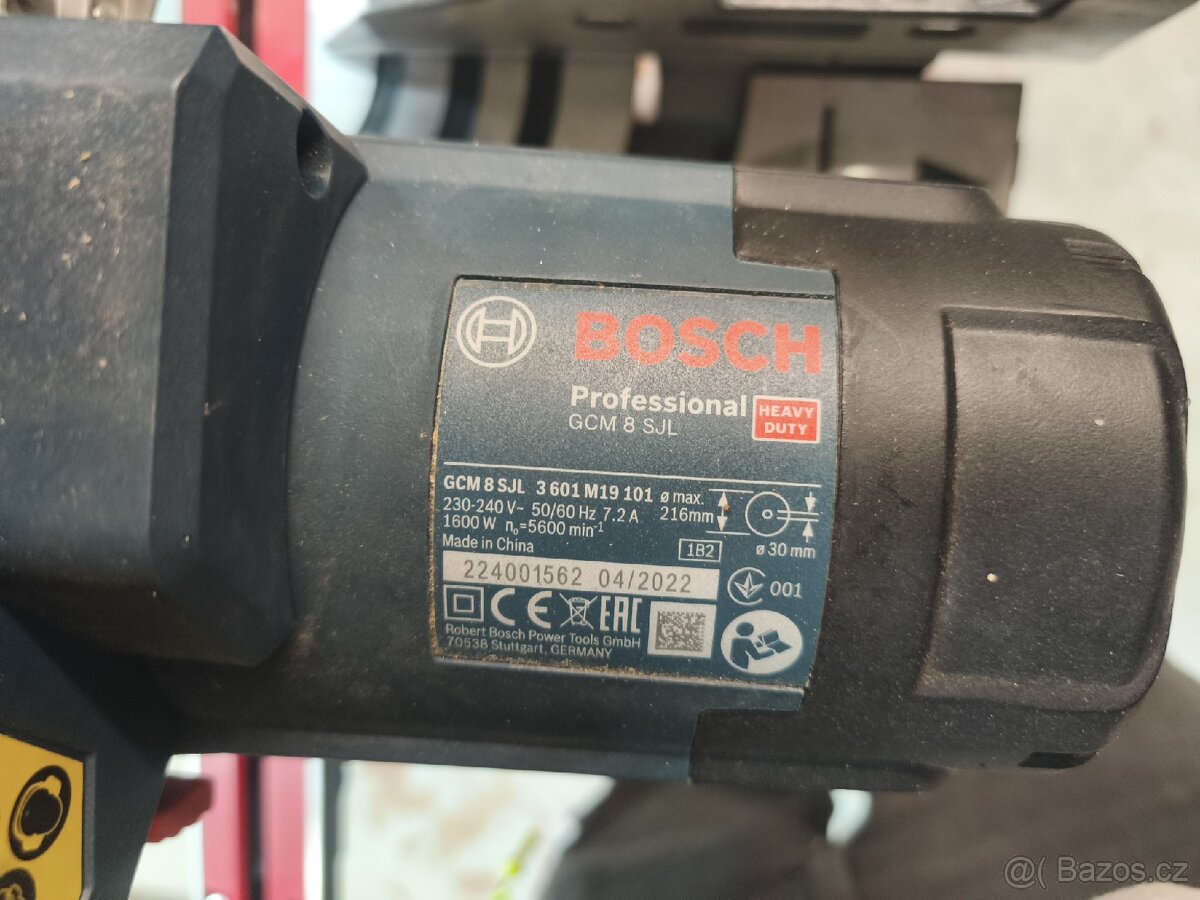 BOSCH
Professional
HEAVY
DUTY
GCM 8 SJL
GCM 8 SJL 3 601 M19 101 ø max.
230-240 V~ 50/60 Hz 7.2 A 216mm
1600 W n₀=5600 min⁻¹
ø 30 mm
Made in China
1B2
224001562 04/2022
001
CE EAC
Robert Bosch Power Tools GmbH
70538 Stuttgart, GERMANY
@( Bazos.cz